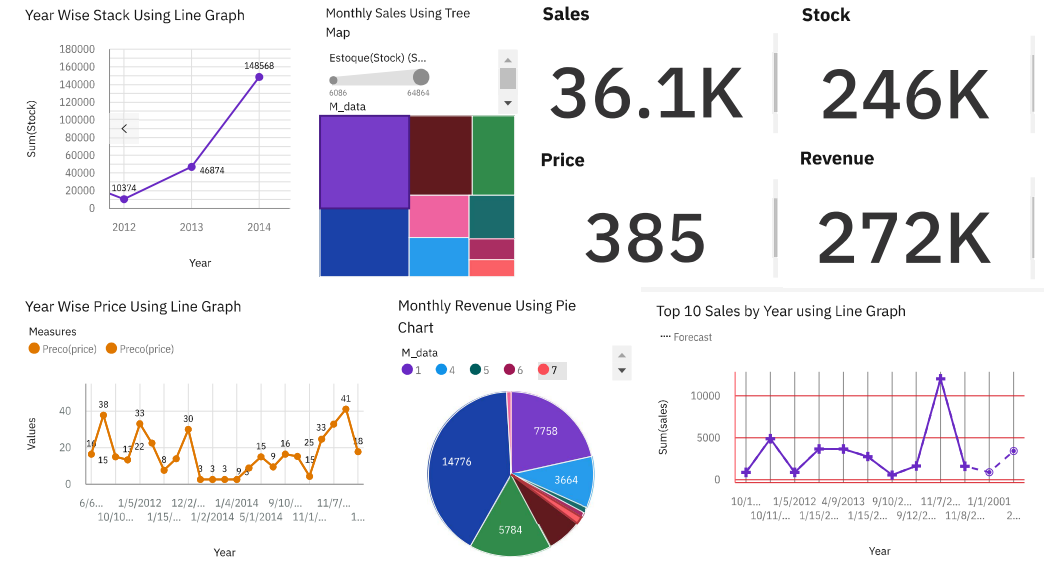 Year Wise Stack Using Line Graph
180000
160000
140000
120000
100000
80000
60000
40000
20000
0
Sum(Stock)
10374
46874
148568
2012
2013
2014
Year
Monthly Sales Using Tree
Map
Estoque(Stock) (S...
6086
64864
M_data
Sales
36.1K
Stock
246K
Price
385
Revenue
272K
Year Wise Price Using Line Graph
Measures
Preco(price)
Preco(price)
Values
40
20
0
16
38
15
13
33
22
8
30
3
3
3
9
15
9
16
25
15
33
41
18
6/6...
1/5/2012
12/2/...
1/4/2014
9/10/...
11/7/...
10/10...
1/15/...
1/2/2014
5/1/2014
11/1/...
1...
Year
Monthly Revenue Using Pie
Chart
M_data
1
4
5
6
7
7758
3664
5784
14776
Top 10 Sales by Year using Line Graph
Forecast
Sum(sales)
10000
5000
0
10/1...
1/5/2012
4/9/2013
9/10/2...
11/7/2...
1/1/2001
10/11/...
1/15/2...
1/15/2...
9/12/2...
11/8/2...
2...
Year